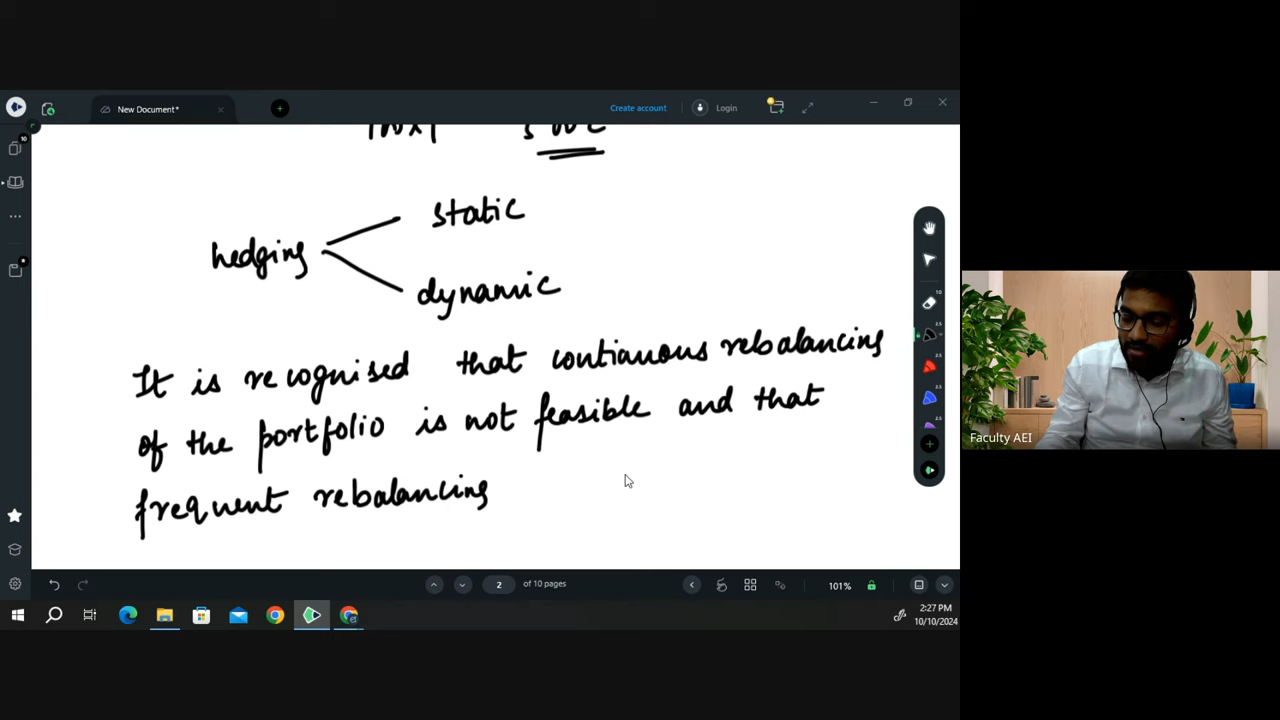 New Document*
Create account
Login
static
hedging
dynamic
It is recognised that continuous rebalancing
of the portfolio is not feasible and that
frequent rebalancing
2 of 10 pages
101%
2:27 PM
10/10/2024
Faculty AEI